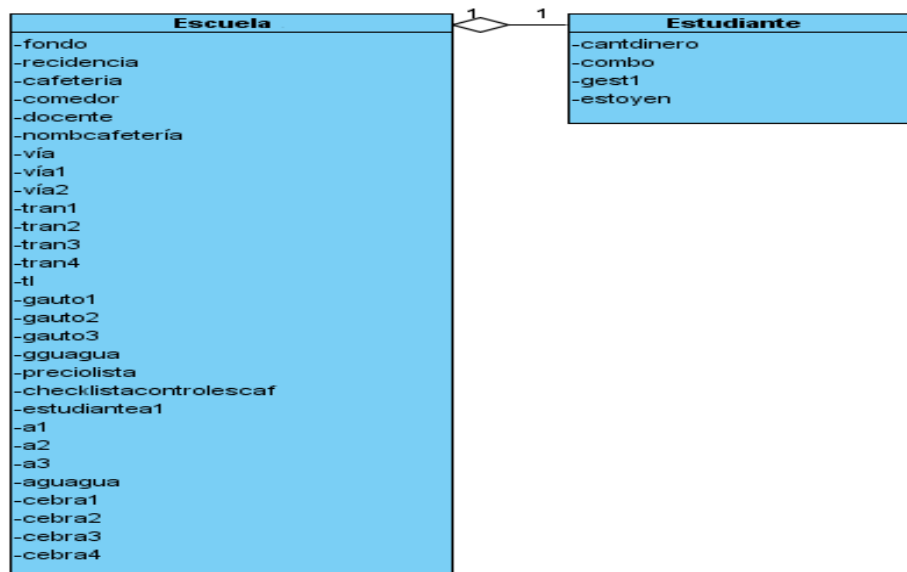 Escuela
-fondo
-recidencia
-cafeteria
-comedor
-docente
-nombcafetería
-vía
-vía1
-vía2
-tran1
-tran2
-tran3
-tran4
-tl
-gauto1
-gauto2
-gauto3
-gguagua
-preciolista
-checklistacontrolescaf
-estudiantea1
-a1
-a2
-a3
-aguagua
-cebra1
-cebra2
-cebra3
-cebra4
1
1
Estudiante
-cantdinero
-combo
-gest1
-estoyen